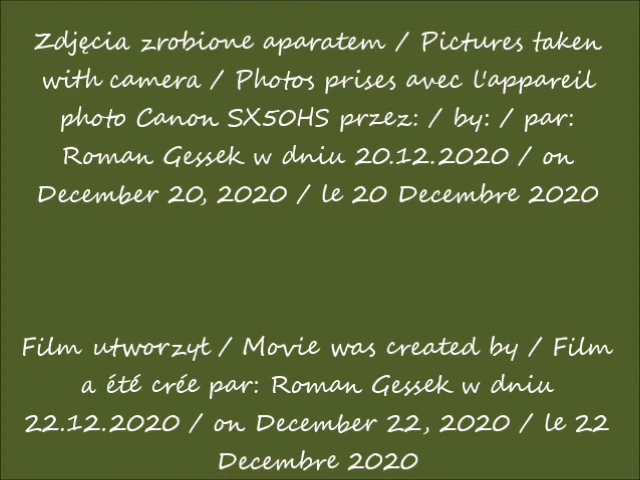 Zdjęcia zrobione aparatem / Pictures taken
with camera / Photos prises avec l'appareil
photo Canon SX50HS przez: / by: / par:
Roman Gessek w dniu 20.12.2020 / on
December 20, 2020 / le 20 Decembre 2020
Film utworzył / Movie was created by / Film
a été crée par: Roman Gessek w dniu
22.12.2020 / on December 22, 2020 / le 22
Decembre 2020